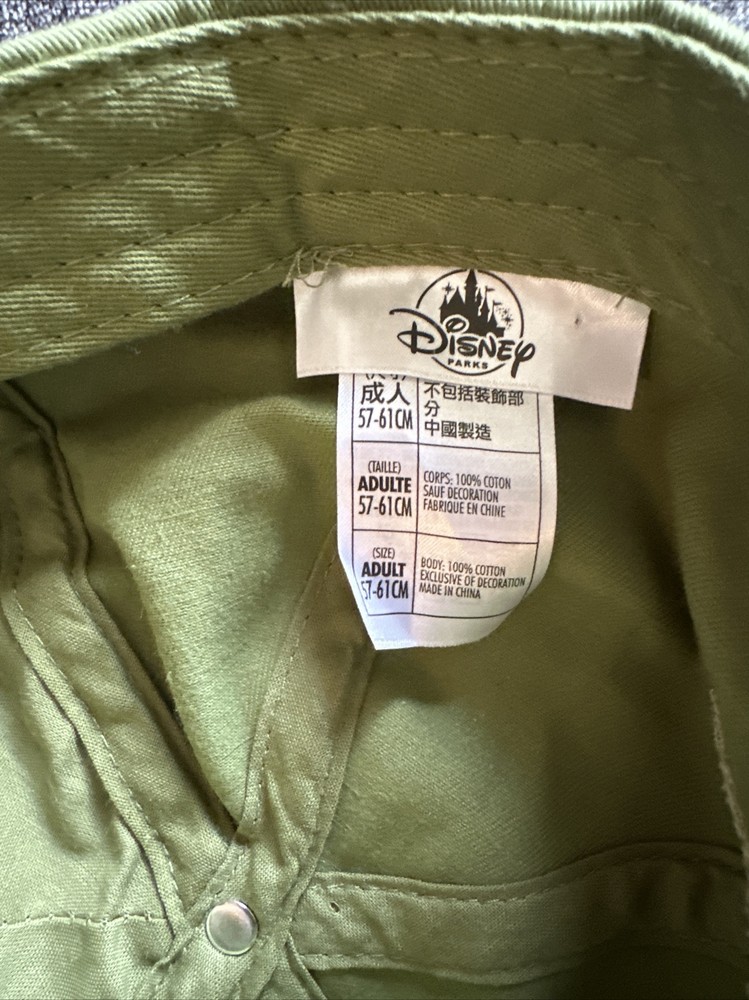 Disney
PARKS
成人
57-61CM
不包括裝飾部
分
中國製造
(TAILLE)
ADULTE
57-61CM
CORPS: 100% COTON
SAUF DECORATION
FABRIQUE EN CHINE
(SIZE)
ADULT
57-61CM
BODY: 100% COTTON
EXCLUSIVE OF DECORATION
MADE IN CHINA